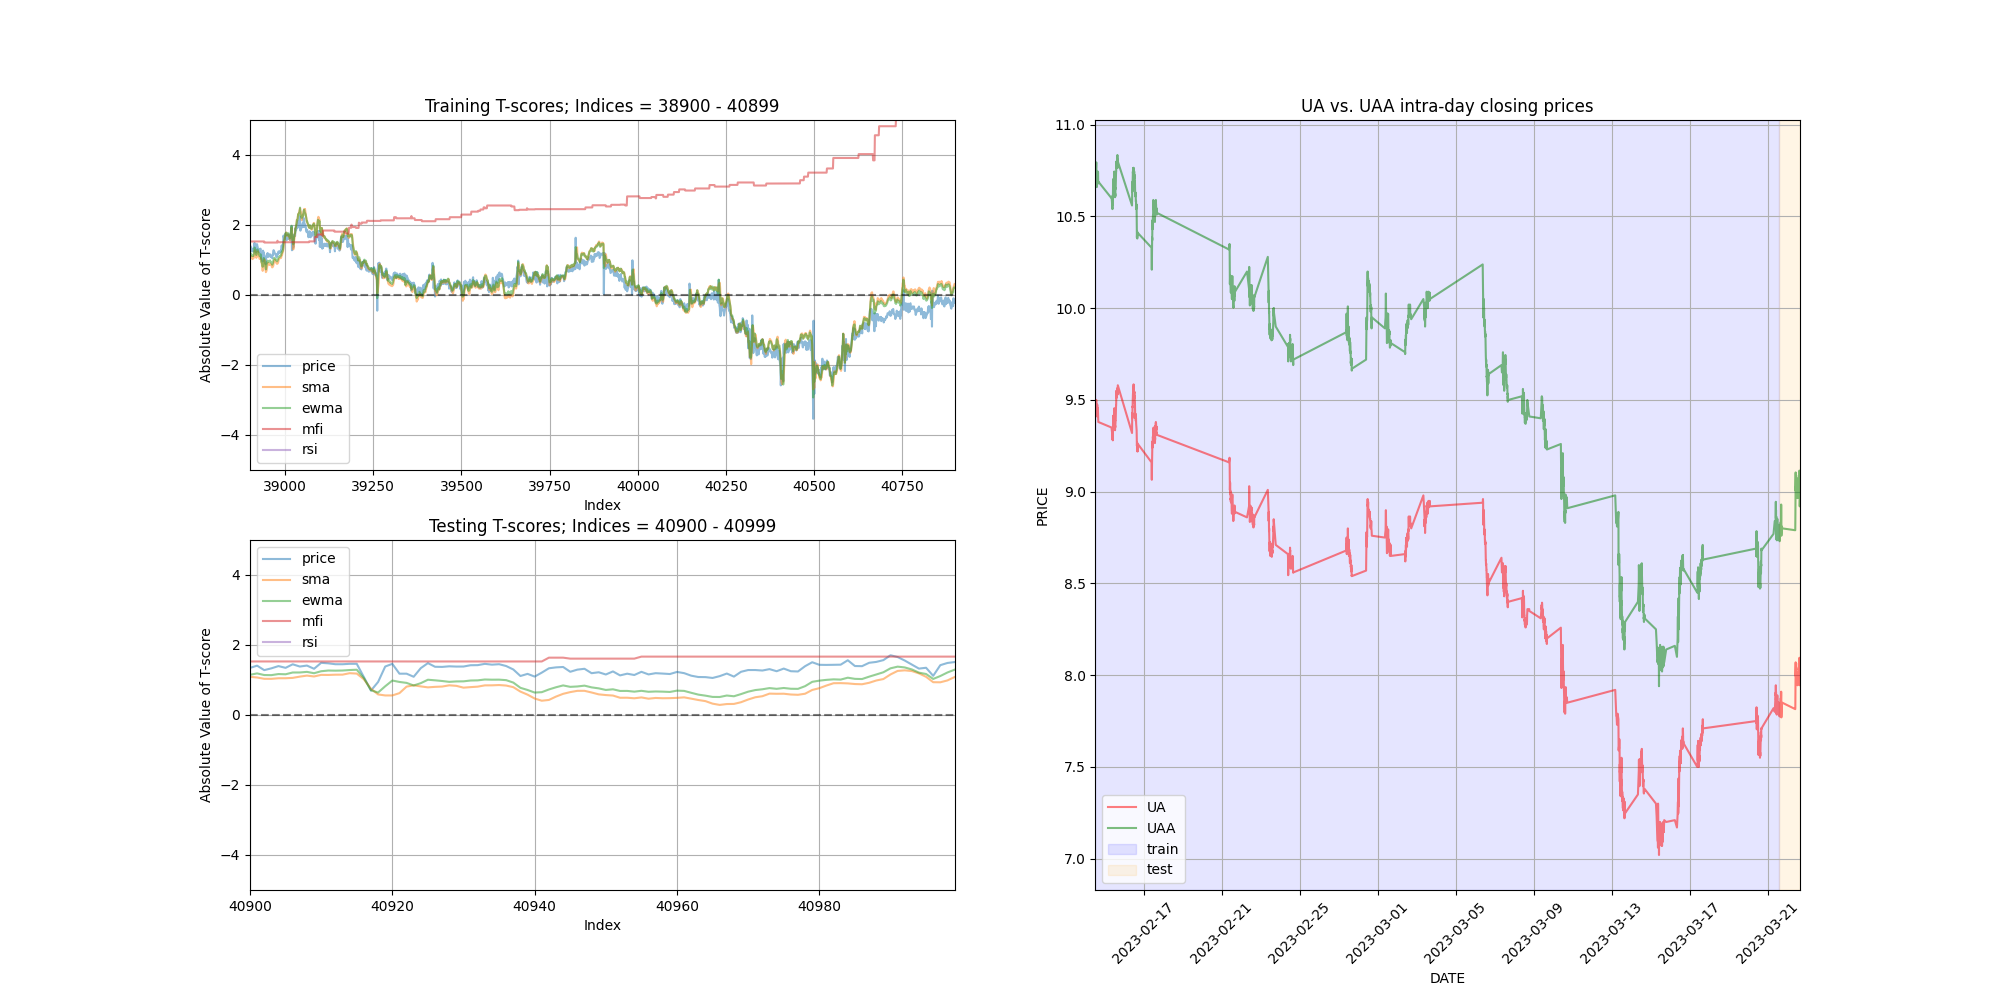 Training T-scores; Indices = 38900 - 40899
Absolute Value of T-score
4
2
0
−2
−4
price
sma
ewma
mfi
rsi
39000 39250 39500 39750 40000 40250 40500 40750
Index
Testing T-scores; Indices = 40900 - 40999
Absolute Value of T-score
4
2
0
−2
−4
price
sma
ewma
mfi
rsi
40900 40920 40940 40960 40980
Index
UA vs. UAA intra-day closing prices
PRICE
11.0
10.5
10.0
9.5
9.0
8.5
8.0
7.5
7.0
UA
UAA
train
test
2023-02-17 2023-02-21 2023-02-25 2023-03-01 2023-03-05 2023-03-09 2023-03-13 2023-03-17 2023-03-21
DATE